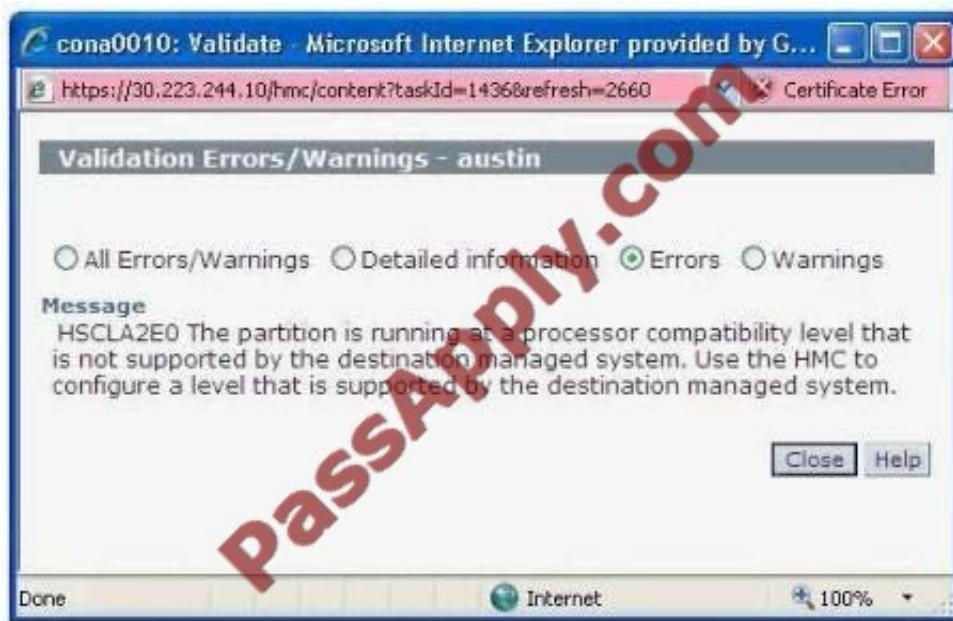 cona0010: Validate - Microsoft Internet Explorer provided by G...
https://30.223.244.10/hmc/content?taskId=1436&refresh=2660
Certificate Error
Validation Errors/Warnings - austin
All Errors/Warnings Detailed information Errors Warnings
Message
HSCLA2E0 The partition is running at a processor compatibility level that
is not supported by the destination managed system. Use the HMC to
configure a level that is supported by the destination managed system.
Close Help
PassApply.com
Done Internet 100%